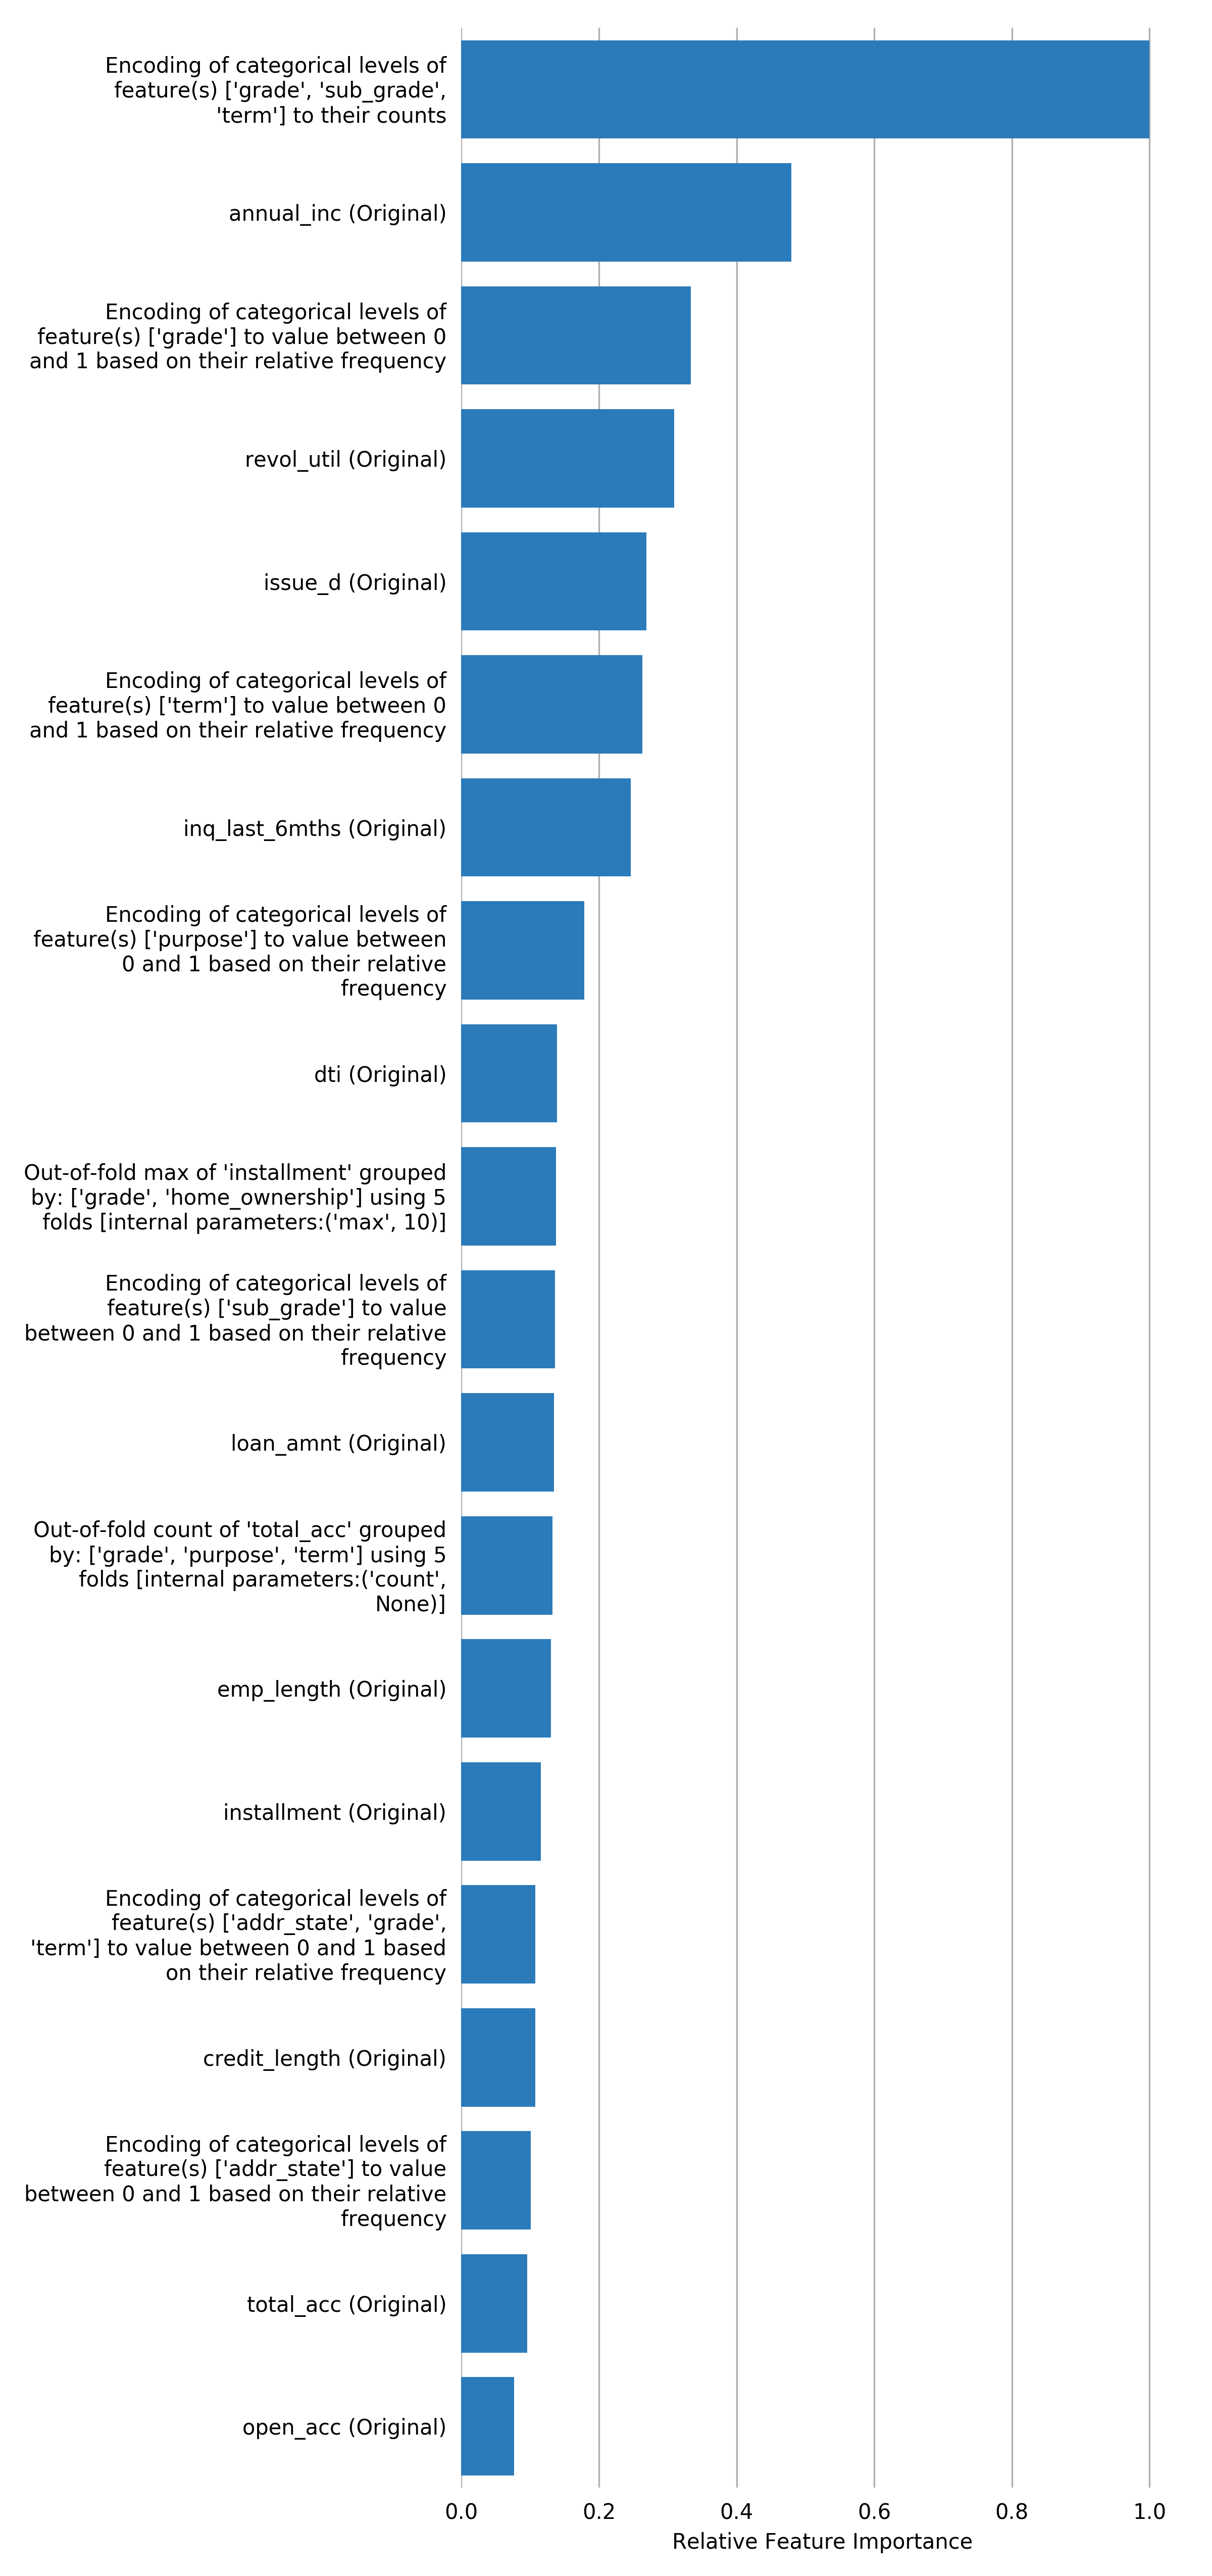 Encoding of categorical levels of
feature(s) ['grade', 'sub_grade',
'term'] to their counts
annual_inc (Original)
Encoding of categorical levels of
feature(s) ['grade'] to value between 0
and 1 based on their relative frequency
revol_util (Original)
issue_d (Original)
Encoding of categorical levels of
feature(s) ['term'] to value between 0
and 1 based on their relative frequency
inq_last_6mths (Original)
Encoding of categorical levels of
feature(s) ['purpose'] to value between
0 and 1 based on their relative
frequency
dti (Original)
Out-of-fold max of 'installment' grouped
by: ['grade', 'home_ownership'] using 5
folds [internal parameters:('max', 10)]
Encoding of categorical levels of
feature(s) ['sub_grade'] to value
between 0 and 1 based on their relative
frequency
loan_amnt (Original)
Out-of-fold count of 'total_acc' grouped
by: ['grade', 'purpose', 'term'] using 5
folds [internal parameters:('count',
None)]
emp_length (Original)
installment (Original)
Encoding of categorical levels of
feature(s) ['addr_state', 'grade',
'term'] to value between 0 and 1 based
on their relative frequency
credit_length (Original)
Encoding of categorical levels of
feature(s) ['addr_state'] to value
between 0 and 1 based on their relative
frequency
total_acc (Original)
open_acc (Original)
0.0 0.2 0.4 0.6 0.8 1.0
Relative Feature Importance